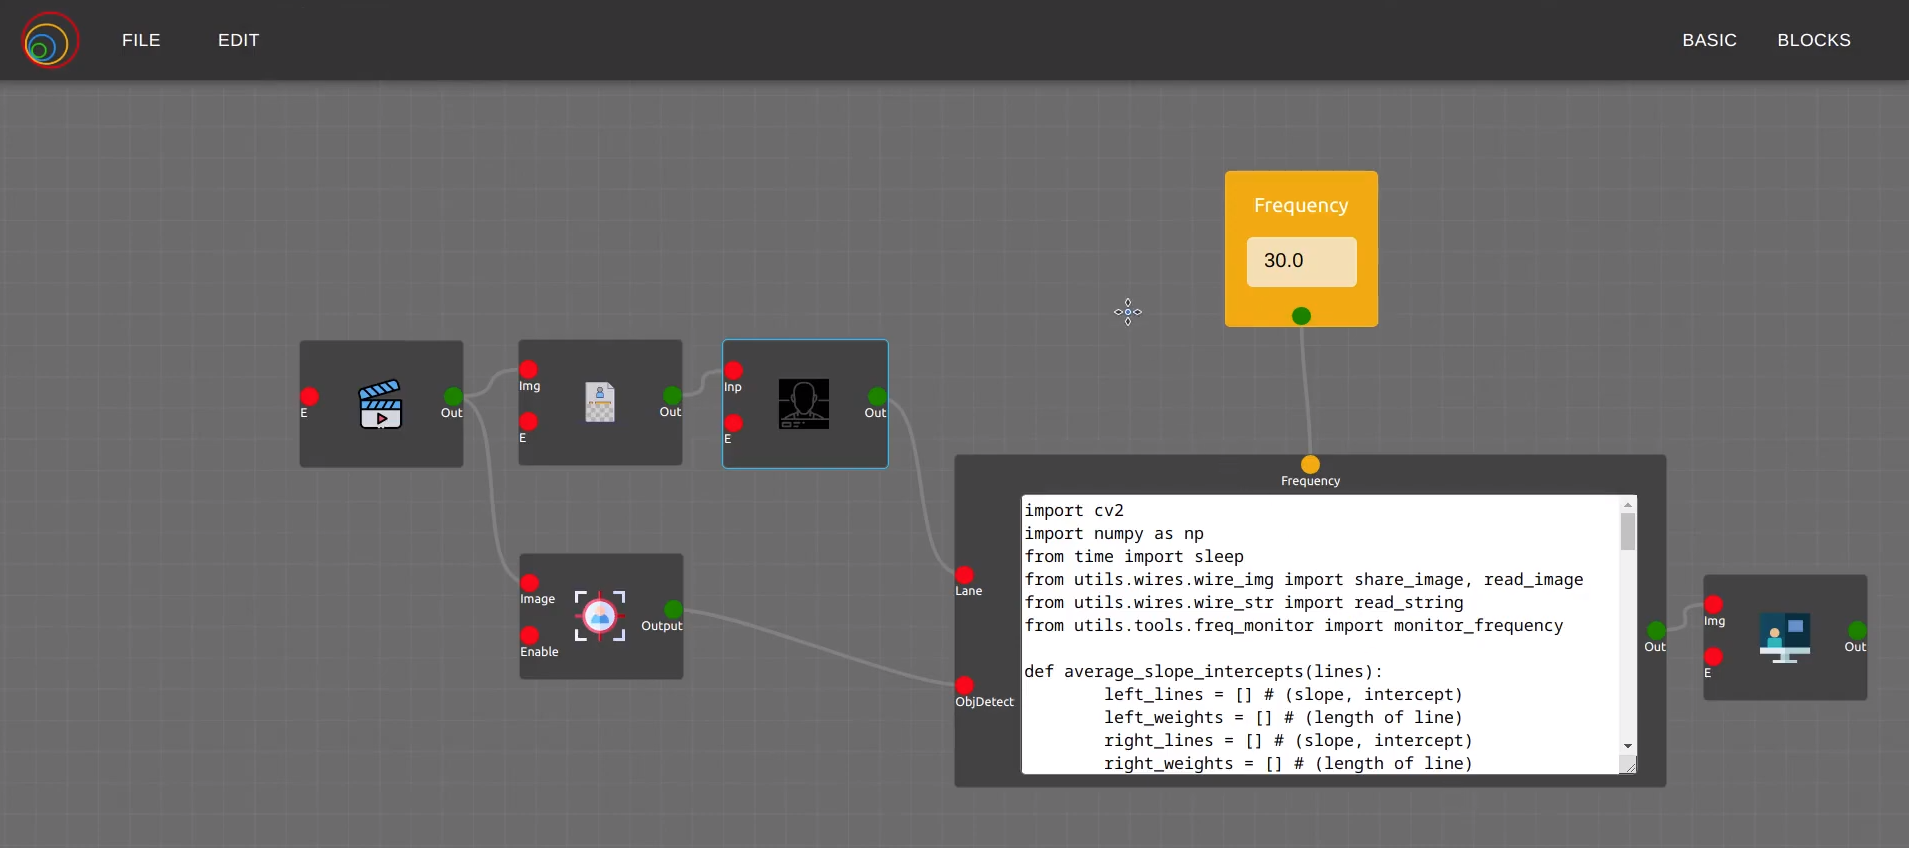 FILE
EDIT
BASIC
BLOCKS
Frequency
30.0
E
Out
Img
E
Out
Inp
E
Out
Image
Enable
Output
Frequency
Lane
ObjDetect
import cv2
import numpy as np
from time import sleep
from utils.wires.wire_img import share_image, read_image
from utils.wires.wire_str import read_string
from utils.tools.freq_monitor import monitor_frequency
def average_slope_intercepts(lines):
left_lines = [] # (slope, intercept)
left_weights = [] # (length of line)
right_lines = [] # (slope, intercept)
right_weights = [] # (length of line)
Out
Img
E
Out